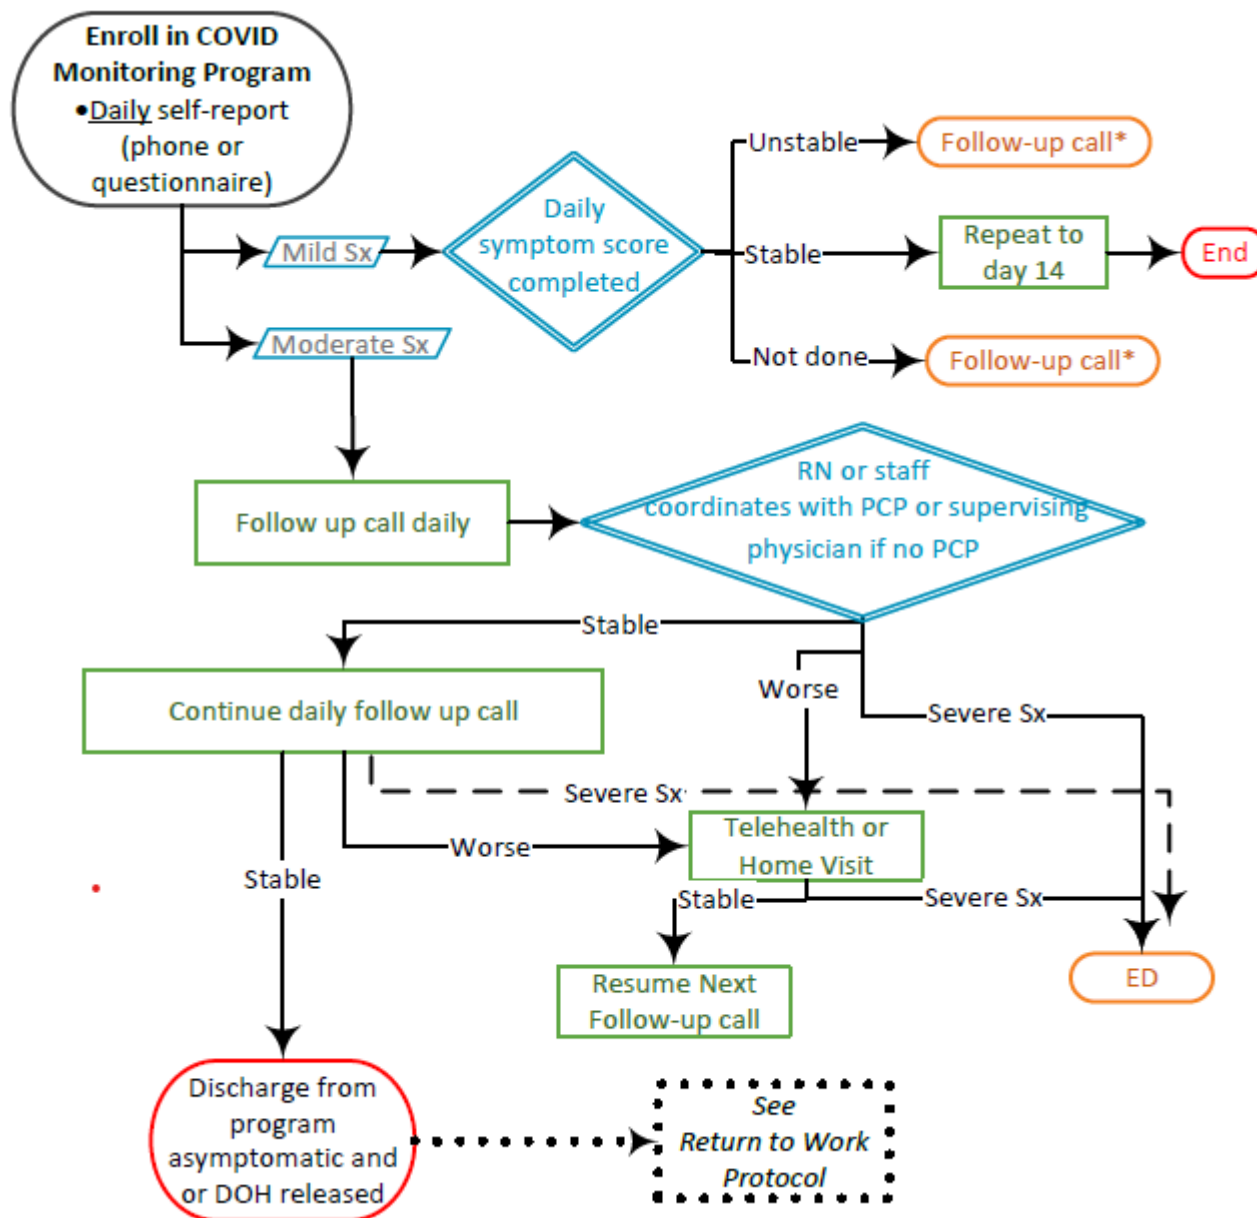 Enroll in COVID
Monitoring Program
•Daily self-report
(phone or
questionnaire)
Mild Sx
Moderate Sx
Daily
symptom score
completed
Unstable
Follow-up call*
Stable
Repeat to
day 14
End
Not done
Follow-up call*
Follow up call daily
RN or staff
coordinates with PCP or supervising
physician if no PCP
Stable
Worse
Severe Sx
Continue daily follow up call
Severe Sx
Worse
Telehealth or
Home Visit
Stable
Stable
Severe Sx
Resume Next
Follow-up call
ED
Discharge from
program
asymptomatic and
or DOH released
See
Return to Work
Protocol